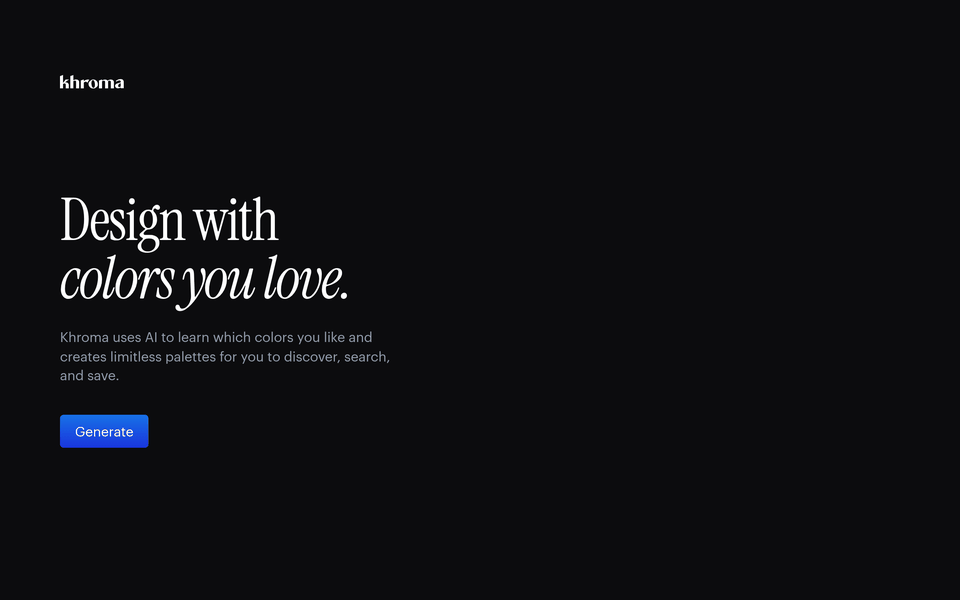 khroma
Design with
colors you love.
Khroma uses AI to learn which colors you like and
creates limitless palettes for you to discover, search,
and save.
Generate